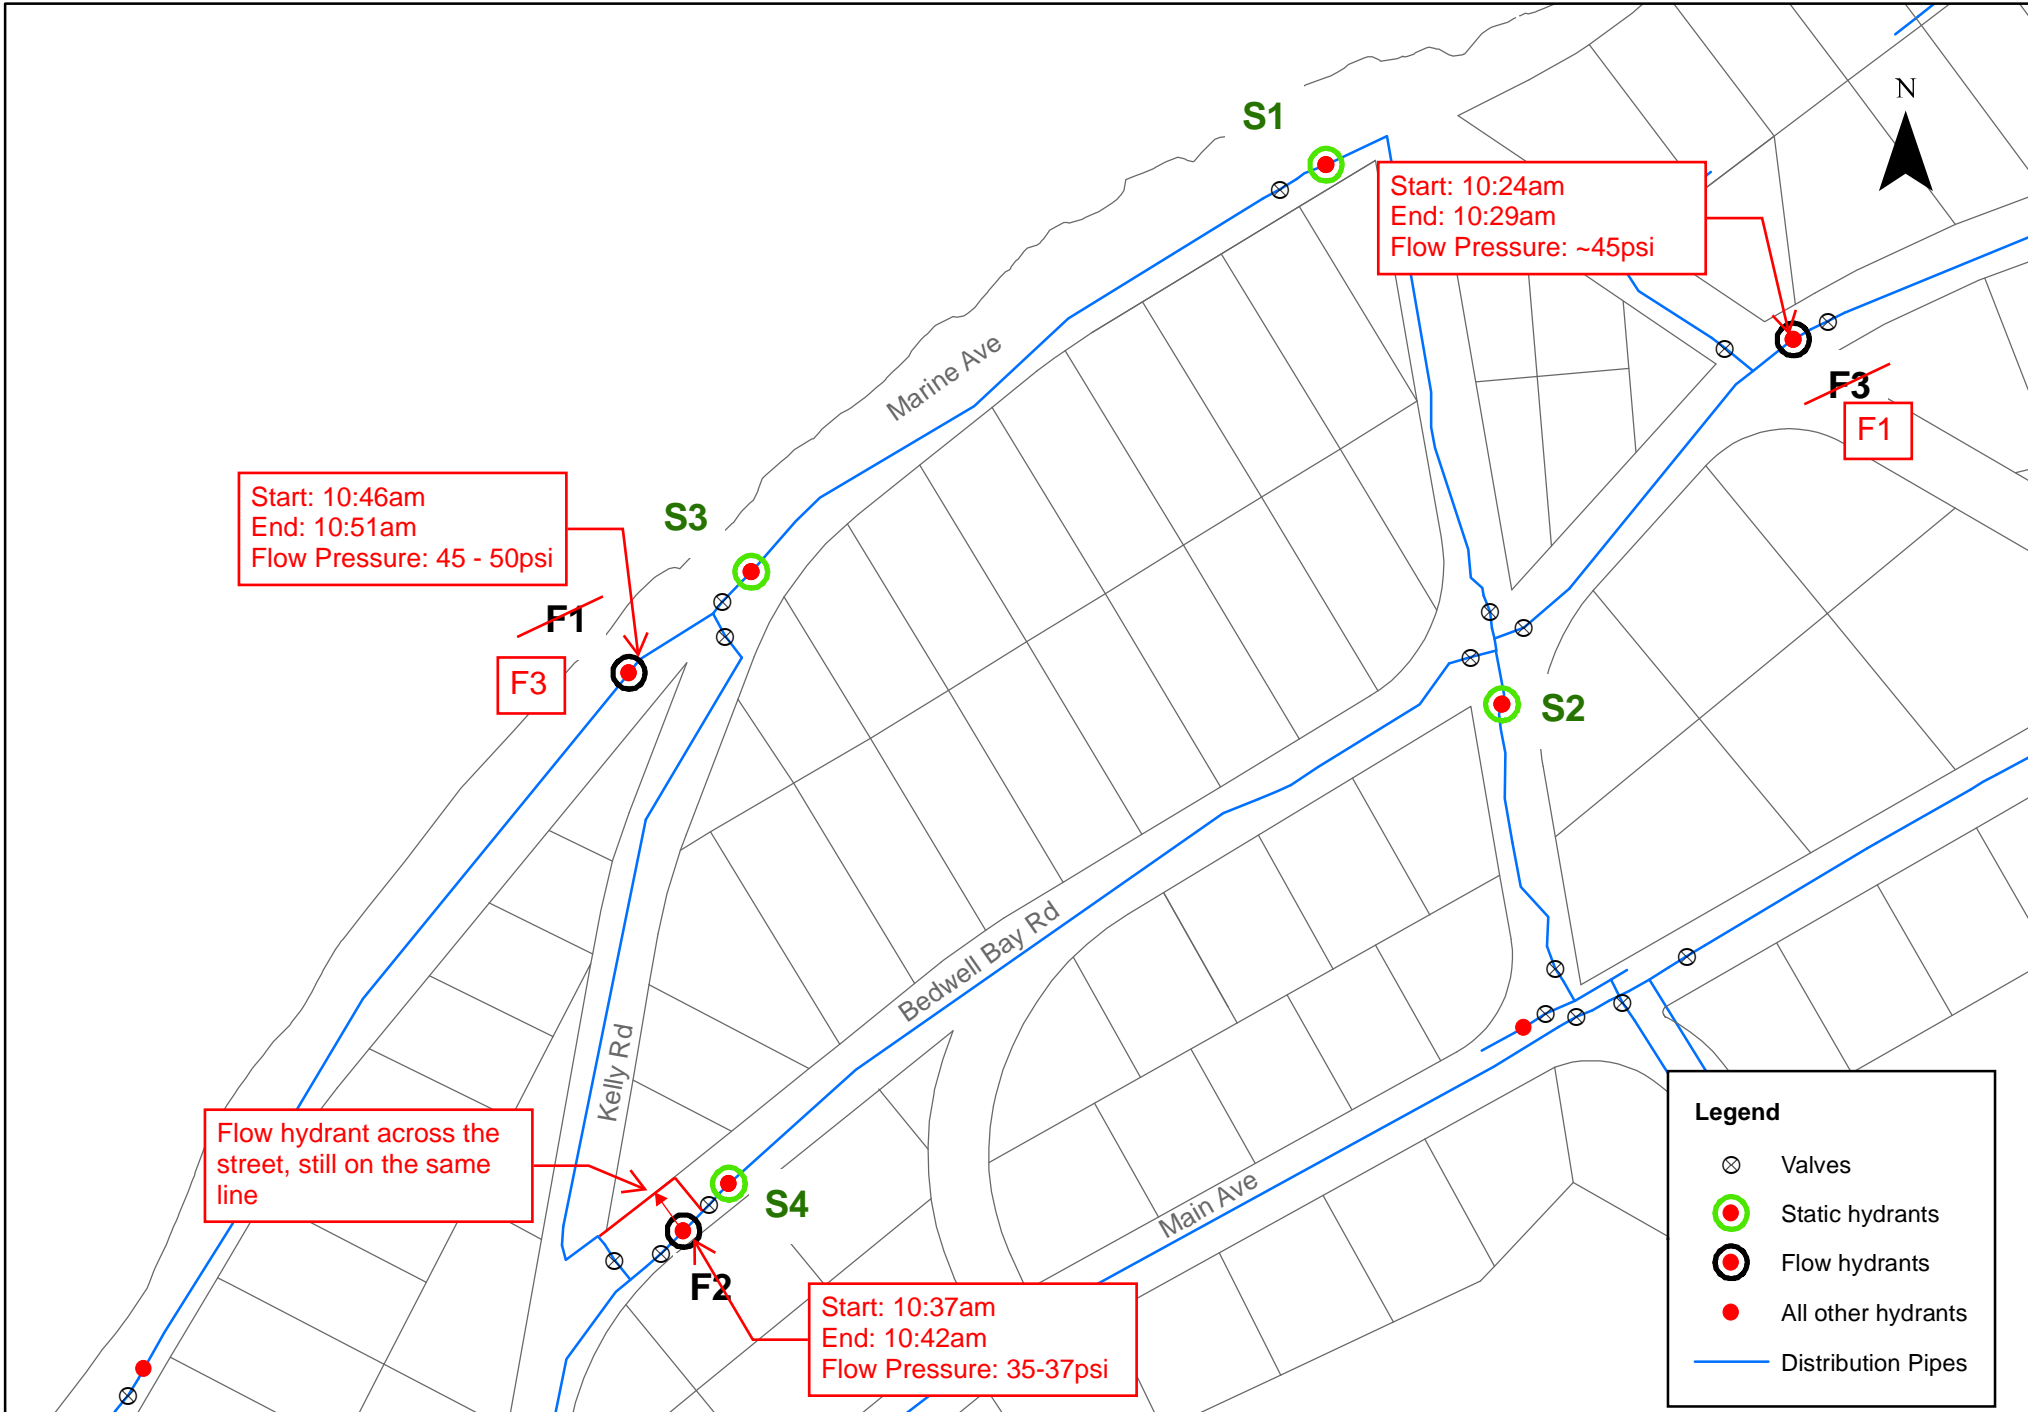 N
S1
Start: 10:24am
End: 10:29am
Flow Pressure: ~45psi
Marine Ave
F3
F1
Start: 10:46am
End: 10:51am
Flow Pressure: 45 - 50psi
S3
F1
F3
S2
Bedwell Bay Rd
Kelly Rd
Flow hydrant across the
street, still on the same
line
S4
Main Ave
F2
Start: 10:37am
End: 10:42am
Flow Pressure: 35-37psi
Legend
Valves
Static hydrants
Flow hydrants
All other hydrants
Distribution Pipes